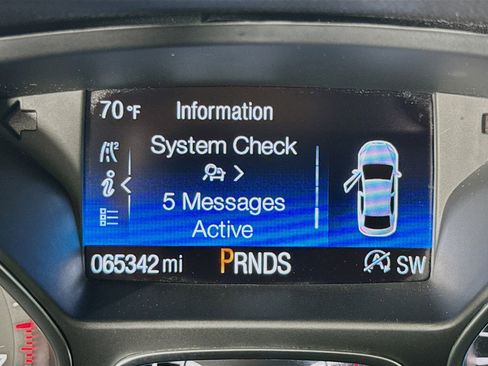 70 °F Information
System Check
5 Messages
Active
065342 mi PRNDS SW